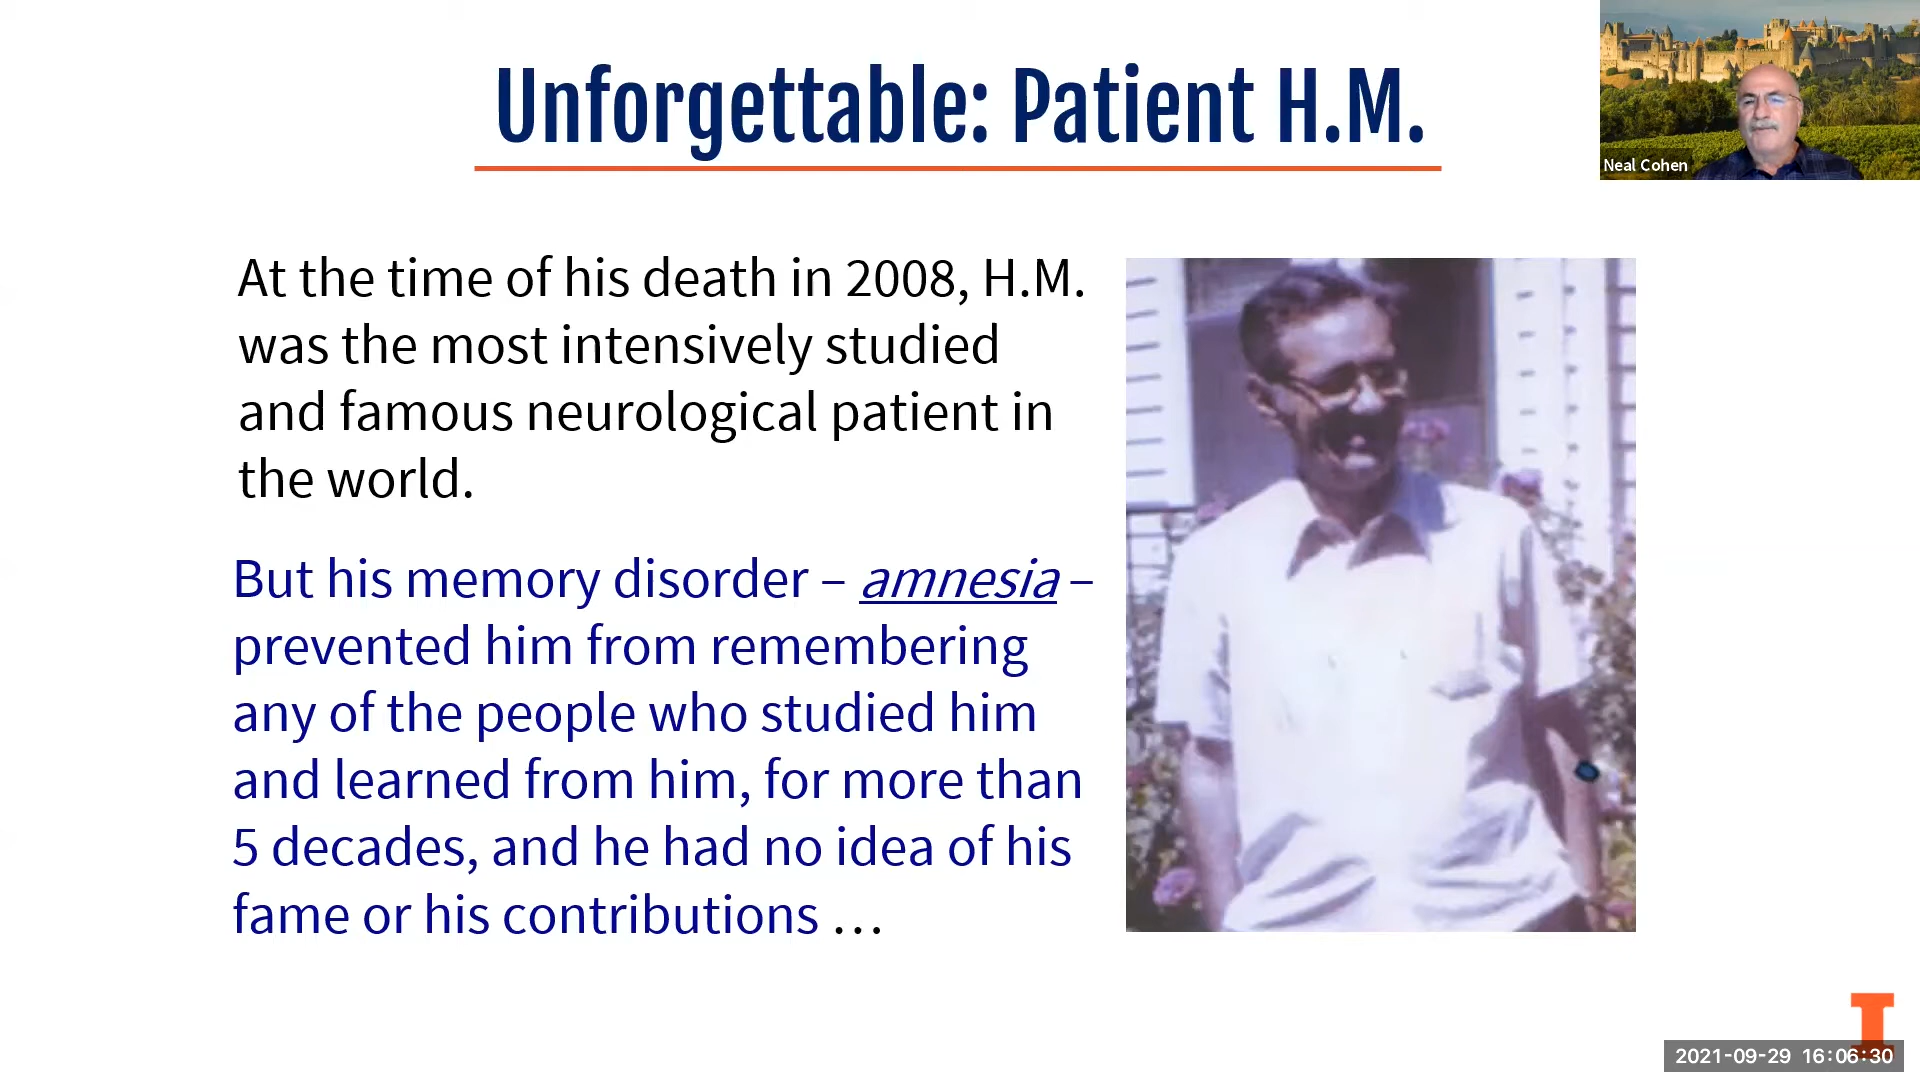 Unforgettable: Patient H.M.
Neal Cohen
At the time of his death in 2008, H.M.
was the most intensively studied
and famous neurological patient in
the world.
But his memory disorder – amnesia –
prevented him from remembering
any of the people who studied him
and learned from him, for more than
5 decades, and he had no idea of his
fame or his contributions …
I
2021-09-29 16:06:30